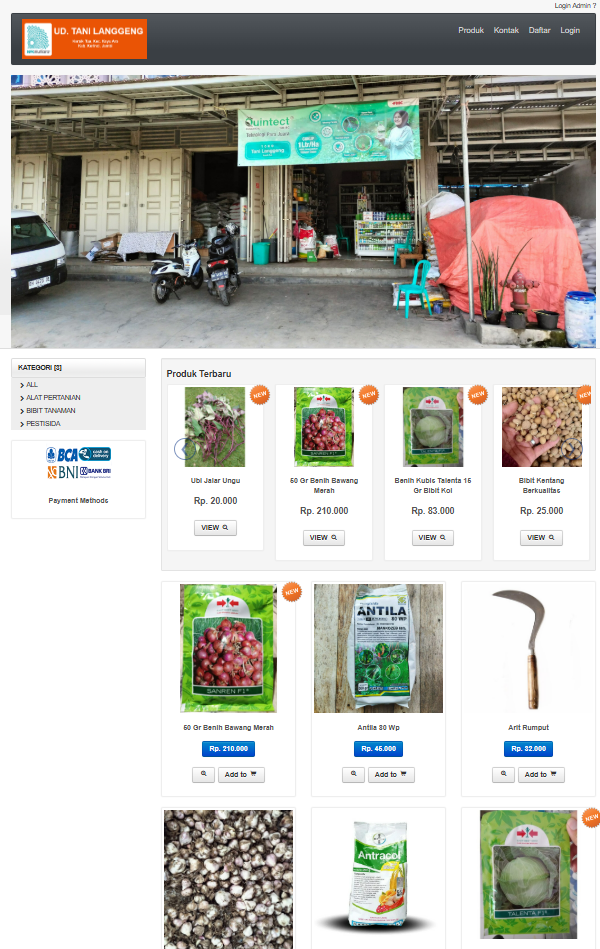 Login Admin ?
UD. TANI LANGGENG
Produk Kontak Daftar Login
Quintect
Tani Langgeng
1Ltr/Ha
KATEGORI [3]
ALL
ALAT PERTANIAN
BIBIT TANAMAN
PESTISIDA
BCA cash on delivery
BNI BANK BRI
Payment Methods
Produk Terbaru
NEW NEW NEW NEW
Ubi Jalar Ungu
Rp. 20.000
VIEW
50 Gr Benih Bawang Merah
Rp. 210.000
VIEW
Benih Kubis Talenta 15 Gr Bibit Kol
Rp. 83.000
VIEW
Bibit Kentang Berkualitas
Rp. 25.000
VIEW
NEW
SANREN F1
50 Gr Benih Bawang Merah
Rp. 210.000
Add to
ANTILA
80 WP
Antila 80 Wp
Rp. 45.000
Add to
Arit Rumput
Rp. 32.000
Add to
Antracol
NEW
TALENTA F1